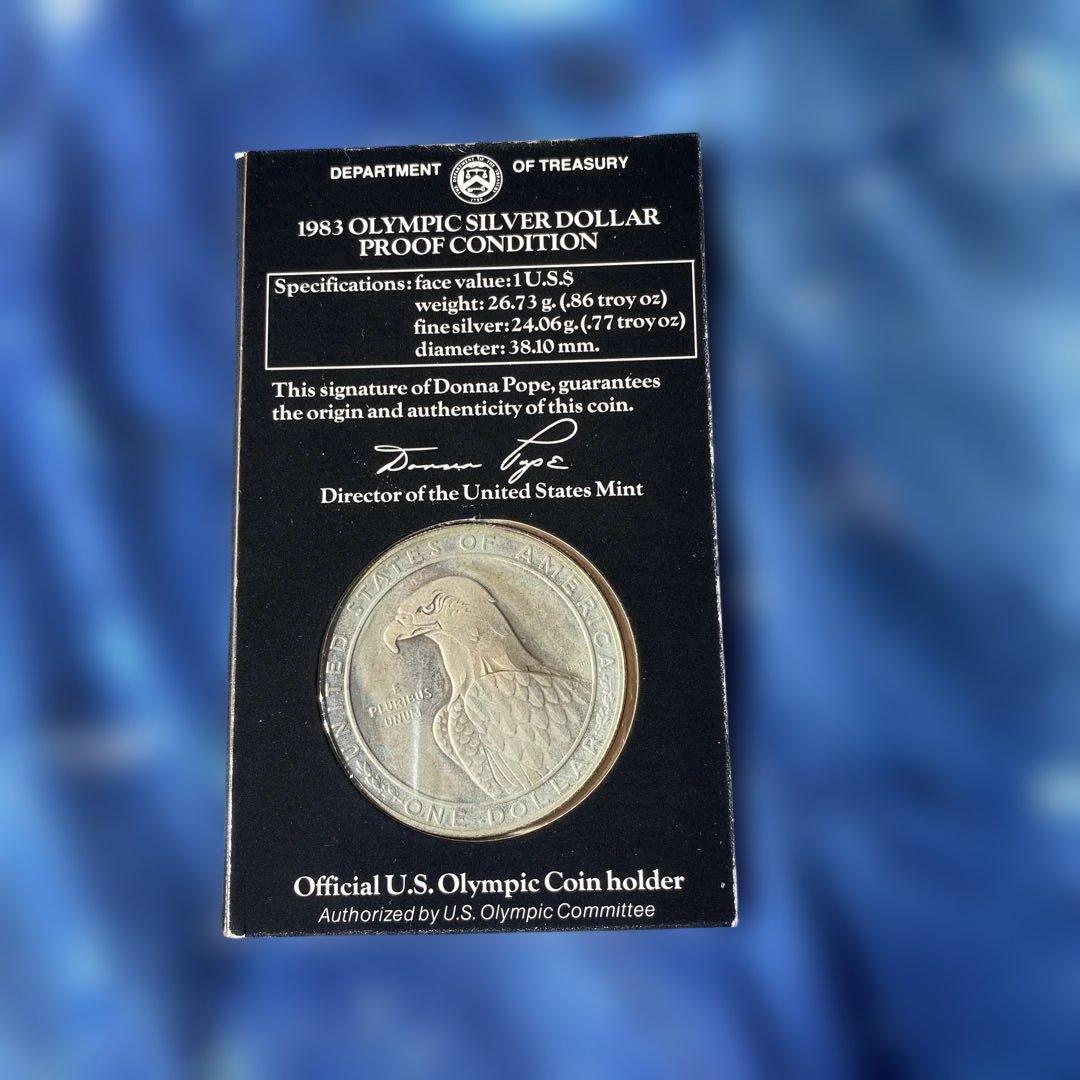 DEPARTMENT OF TREASURY
1983 OLYMPIC SILVER DOLLAR
PROOF CONDITION
Specifications: face value: 1 U.S.$
weight: 26.73 g. (.86 troy oz)
fine silver: 24.06 g. (.77 troy oz)
diameter: 38.10 mm.
This signature of Donna Pope, guarantees
the origin and authenticity of this coin.
Donna Pope
Director of the United States Mint
UNITED STATES OF AMERICA
E
PLURIBUS
UNUM
ONE DOLLAR
Official U.S. Olympic Coin holder
Authorized by U.S. Olympic Committee